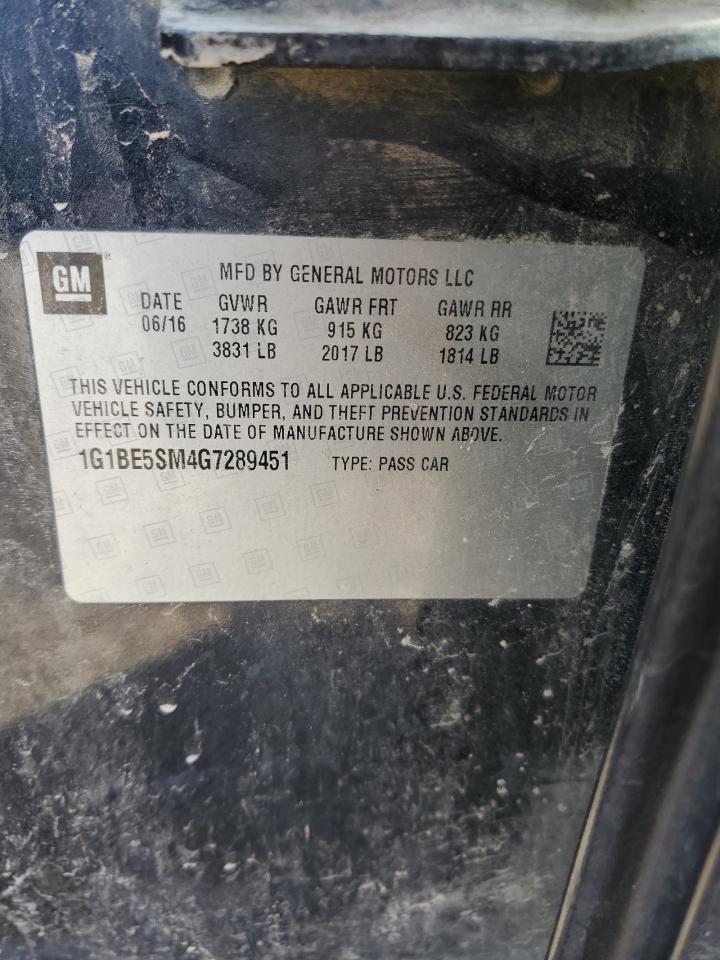 GM
MFD BY GENERAL MOTORS LLC
DATE GVWR GAWR FRT GAWR RR
06/16 1738 KG 915 KG 823 KG
3831 LB 2017 LB 1814 LB
THIS VEHICLE CONFORMS TO ALL APPLICABLE U.S. FEDERAL MOTOR
VEHICLE SAFETY, BUMPER, AND THEFT PREVENTION STANDARDS IN
EFFECT ON THE DATE OF MANUFACTURE SHOWN ABOVE.
1G1BE5SM4G7289451 TYPE: PASS CAR